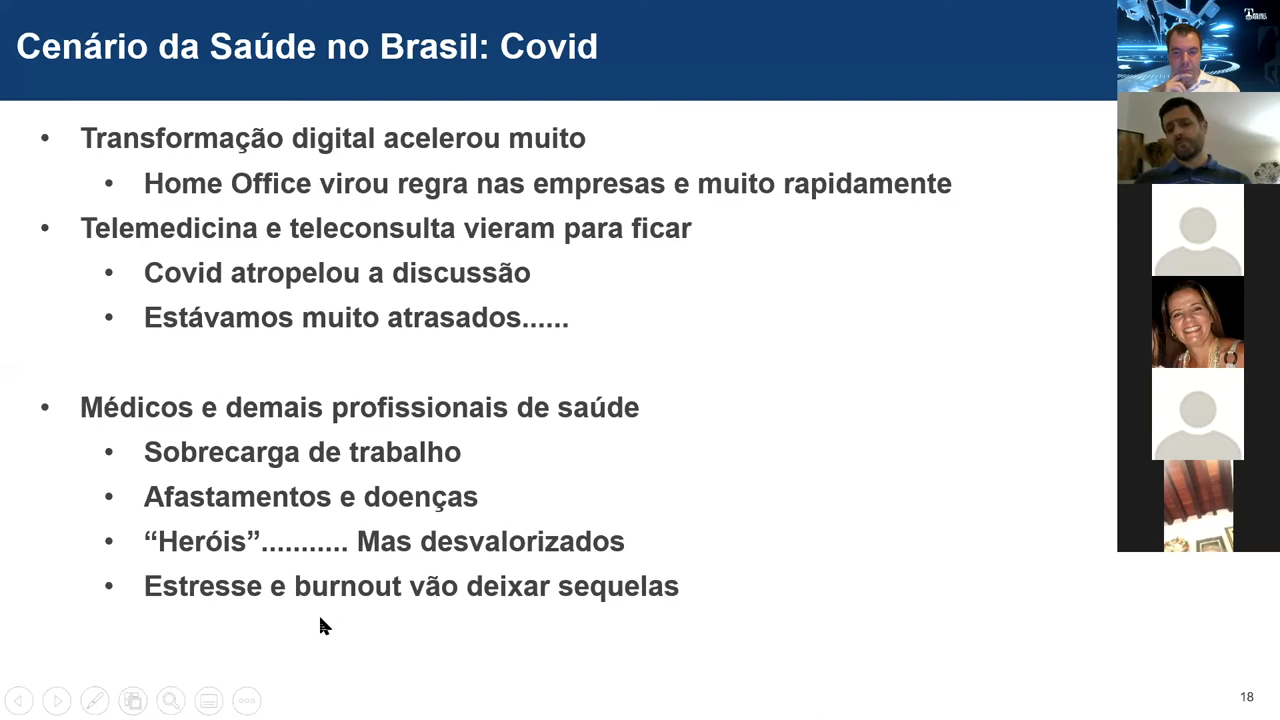 Cenário da Saúde no Brasil: Covid
• Transformação digital acelerou muito
• Home Office virou regra nas empresas e muito rapidamente
• Telemedicina e teleconsulta vieram para ficar
• Covid atropelou a discussão
• Estávamos muito atrasados......
• Médicos e demais profissionais de saúde
• Sobrecarga de trabalho
• Afastamentos e doenças
• “Heróis”........... Mas desvalorizados
• Estresse e burnout vão deixar sequelas
18